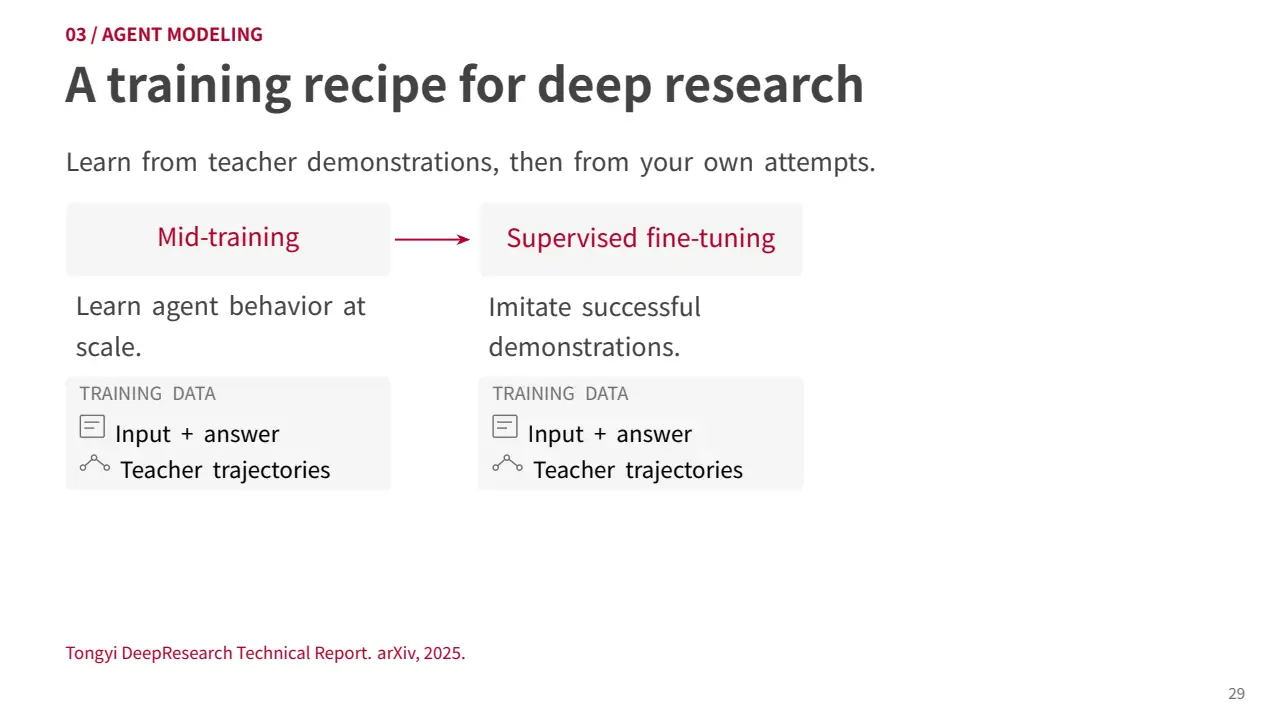 03 / AGENT MODELING
A training recipe for deep research
Learn from teacher demonstrations, then from your own attempts.
Mid-training
Supervised fine-tuning
Learn agent behavior at
scale.
Imitate successful
demonstrations.
TRAINING DATA
Input + answer
Teacher trajectories
TRAINING DATA
Input + answer
Teacher trajectories
Tongyi DeepResearch Technical Report. arXiv, 2025.
29